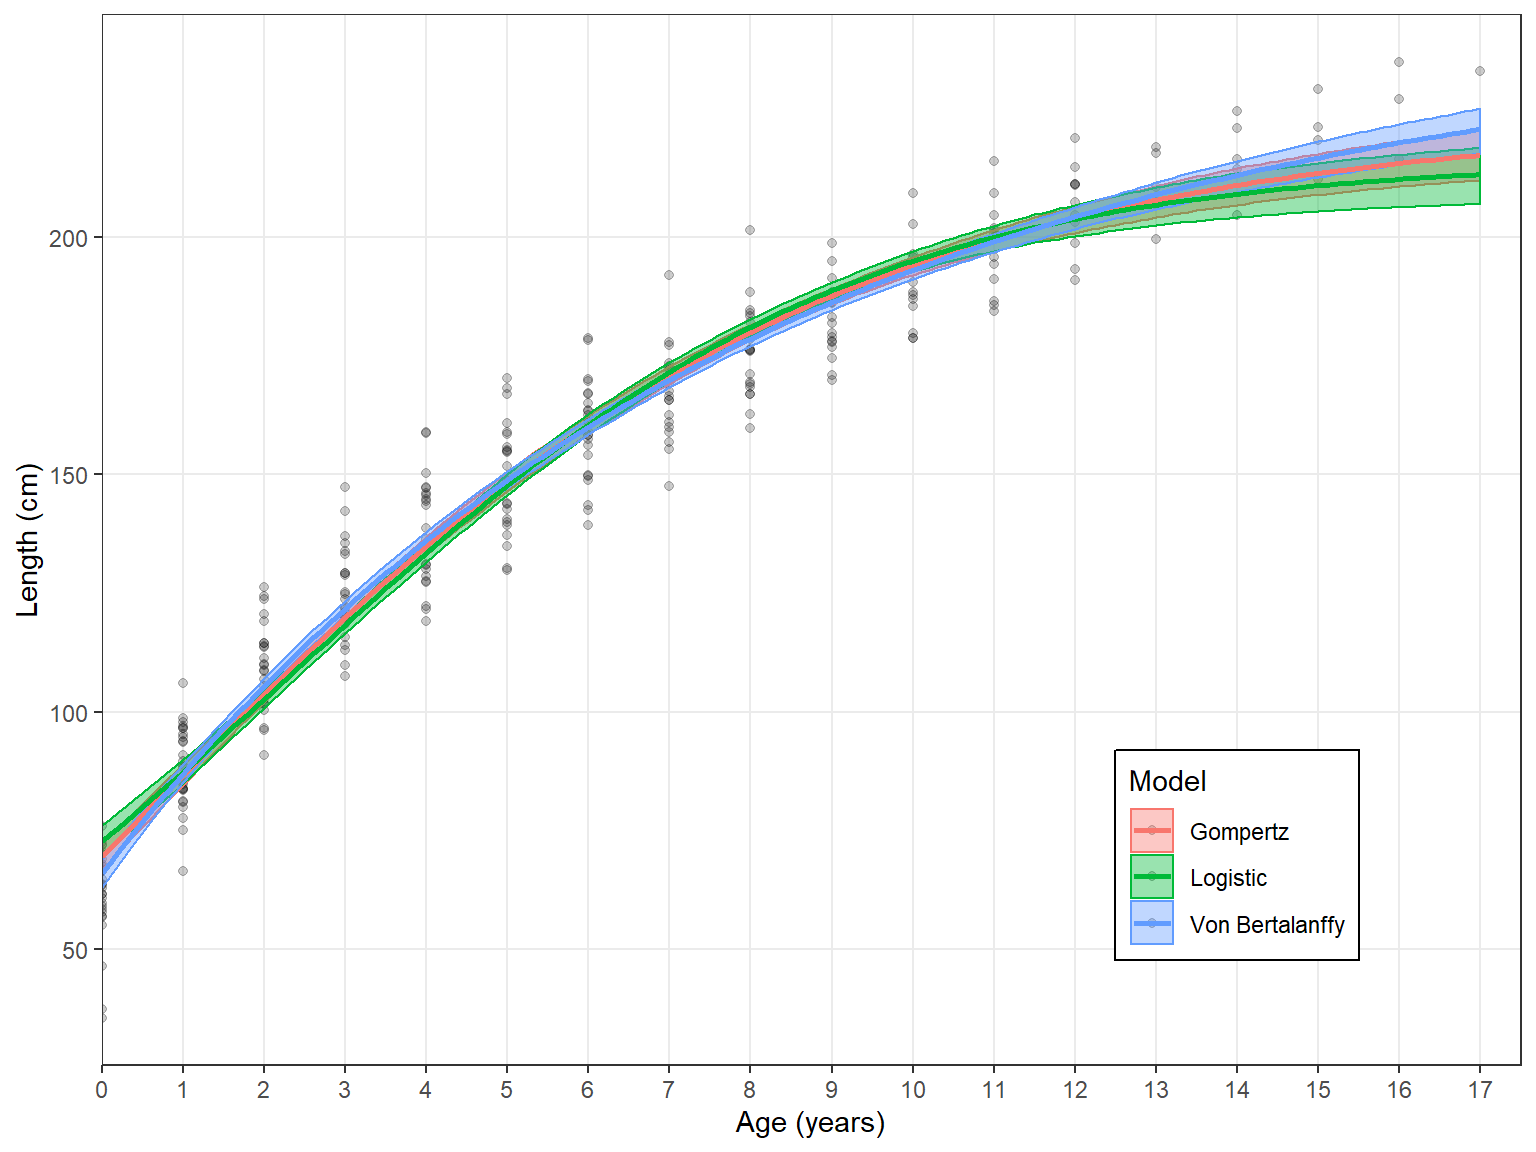 Length (cm)
200
150
100
50
Model
Gompertz
Logistic
Von Bertalanffy
0 1 2 3 4 5 6 7 8 9 10 11 12 13 14 15 16 17
Age (years)